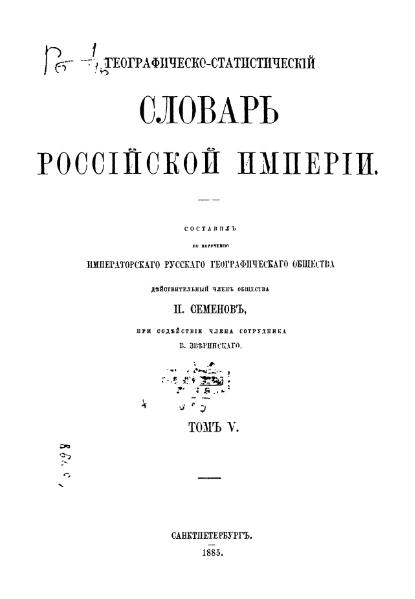 ГЕОГРАФИЧЕСКО-СТАТИСТИЧЕСКІЙ
СЛОВАРЬ
РОССІЙСКОЙ ИМПЕРІИ.
СОСТАВИЛЪ
ПО ПОРУЧЕНІЮ
ИМПЕРАТОРСКАГО РУССКАГО ГЕОГРАФИЧЕСКАГО ОБЩЕСТВА
ДѢЙСТВИТЕЛЬНЫЙ ЧЛЕНЪ ОБЩЕСТВА
П. СЕМЕНОВЪ,
ПРИ СОДѢЙСТВІИ ЧЛЕНА СОТРУДНИКА
В. ЗВѢРИНСКАГО.
ТОМЪ V.
САНКТПЕТЕРБУРГЪ.
1885.